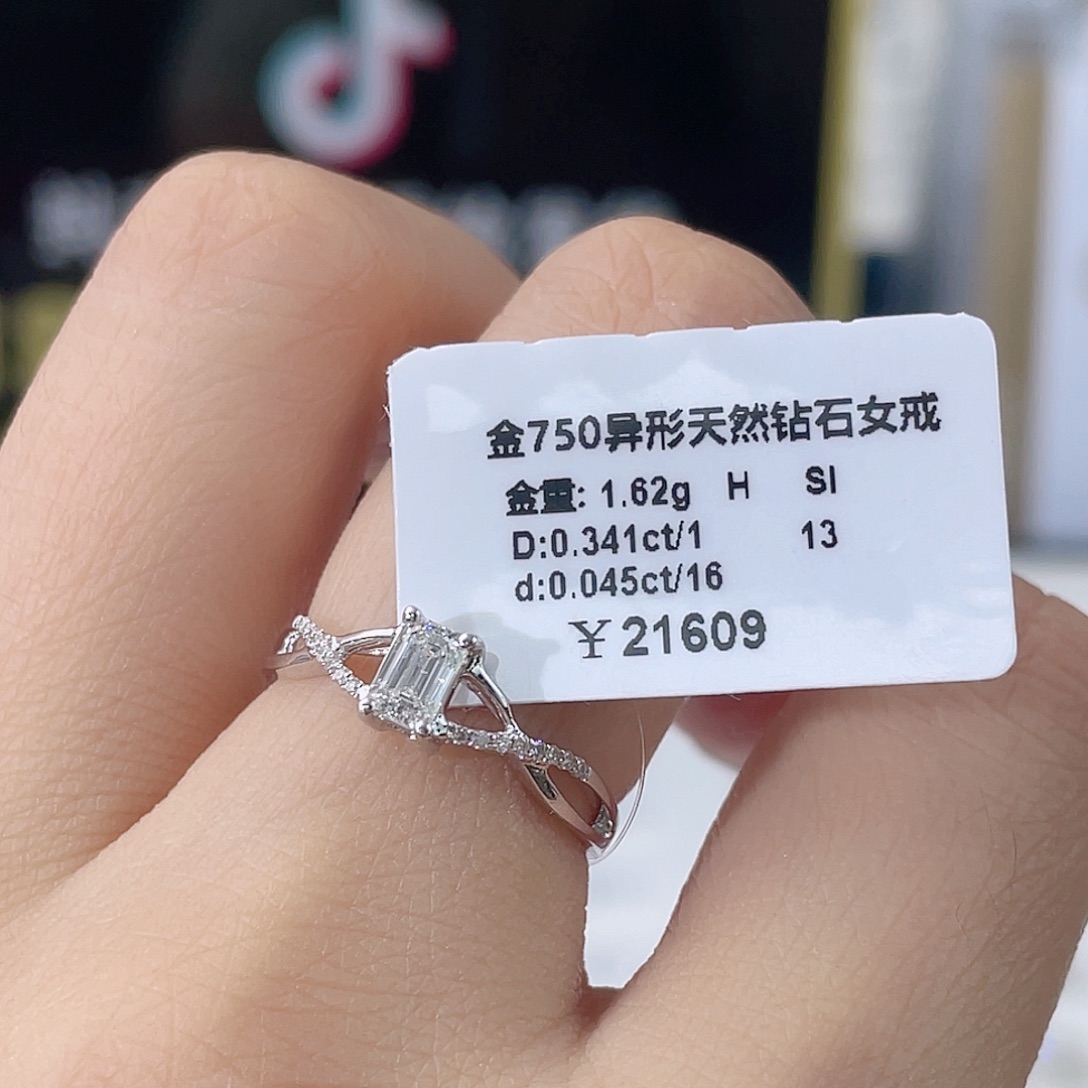 金750异形天然钻石女戒
金重: 1.62g H SI
D:0.341ct/1 13
d:0.045ct/16
¥21609